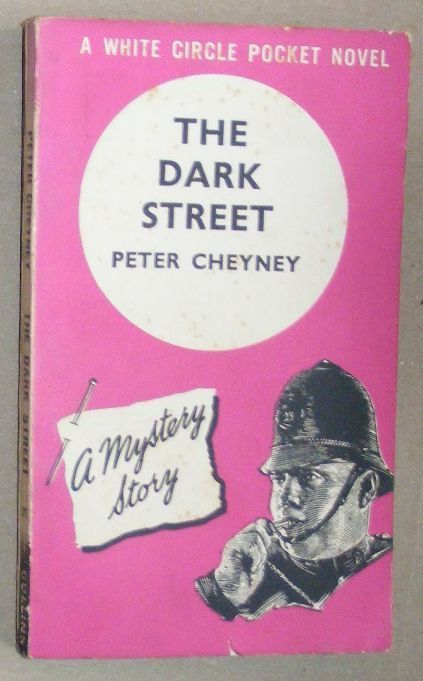 A WHITE CIRCLE POCKET NOVEL
THE
DARK
STREET
PETER CHEYNEY
A Mystery
Story
PETER CHEYNEY THE DARK STREET COLLINS